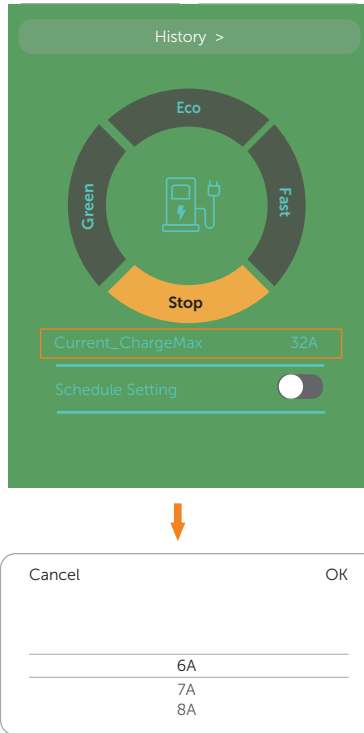 History >
Eco
Green
Fast
Stop
Current_ChargeMax 32A
Schedule Setting
Cancel OK
6A
7A
8A